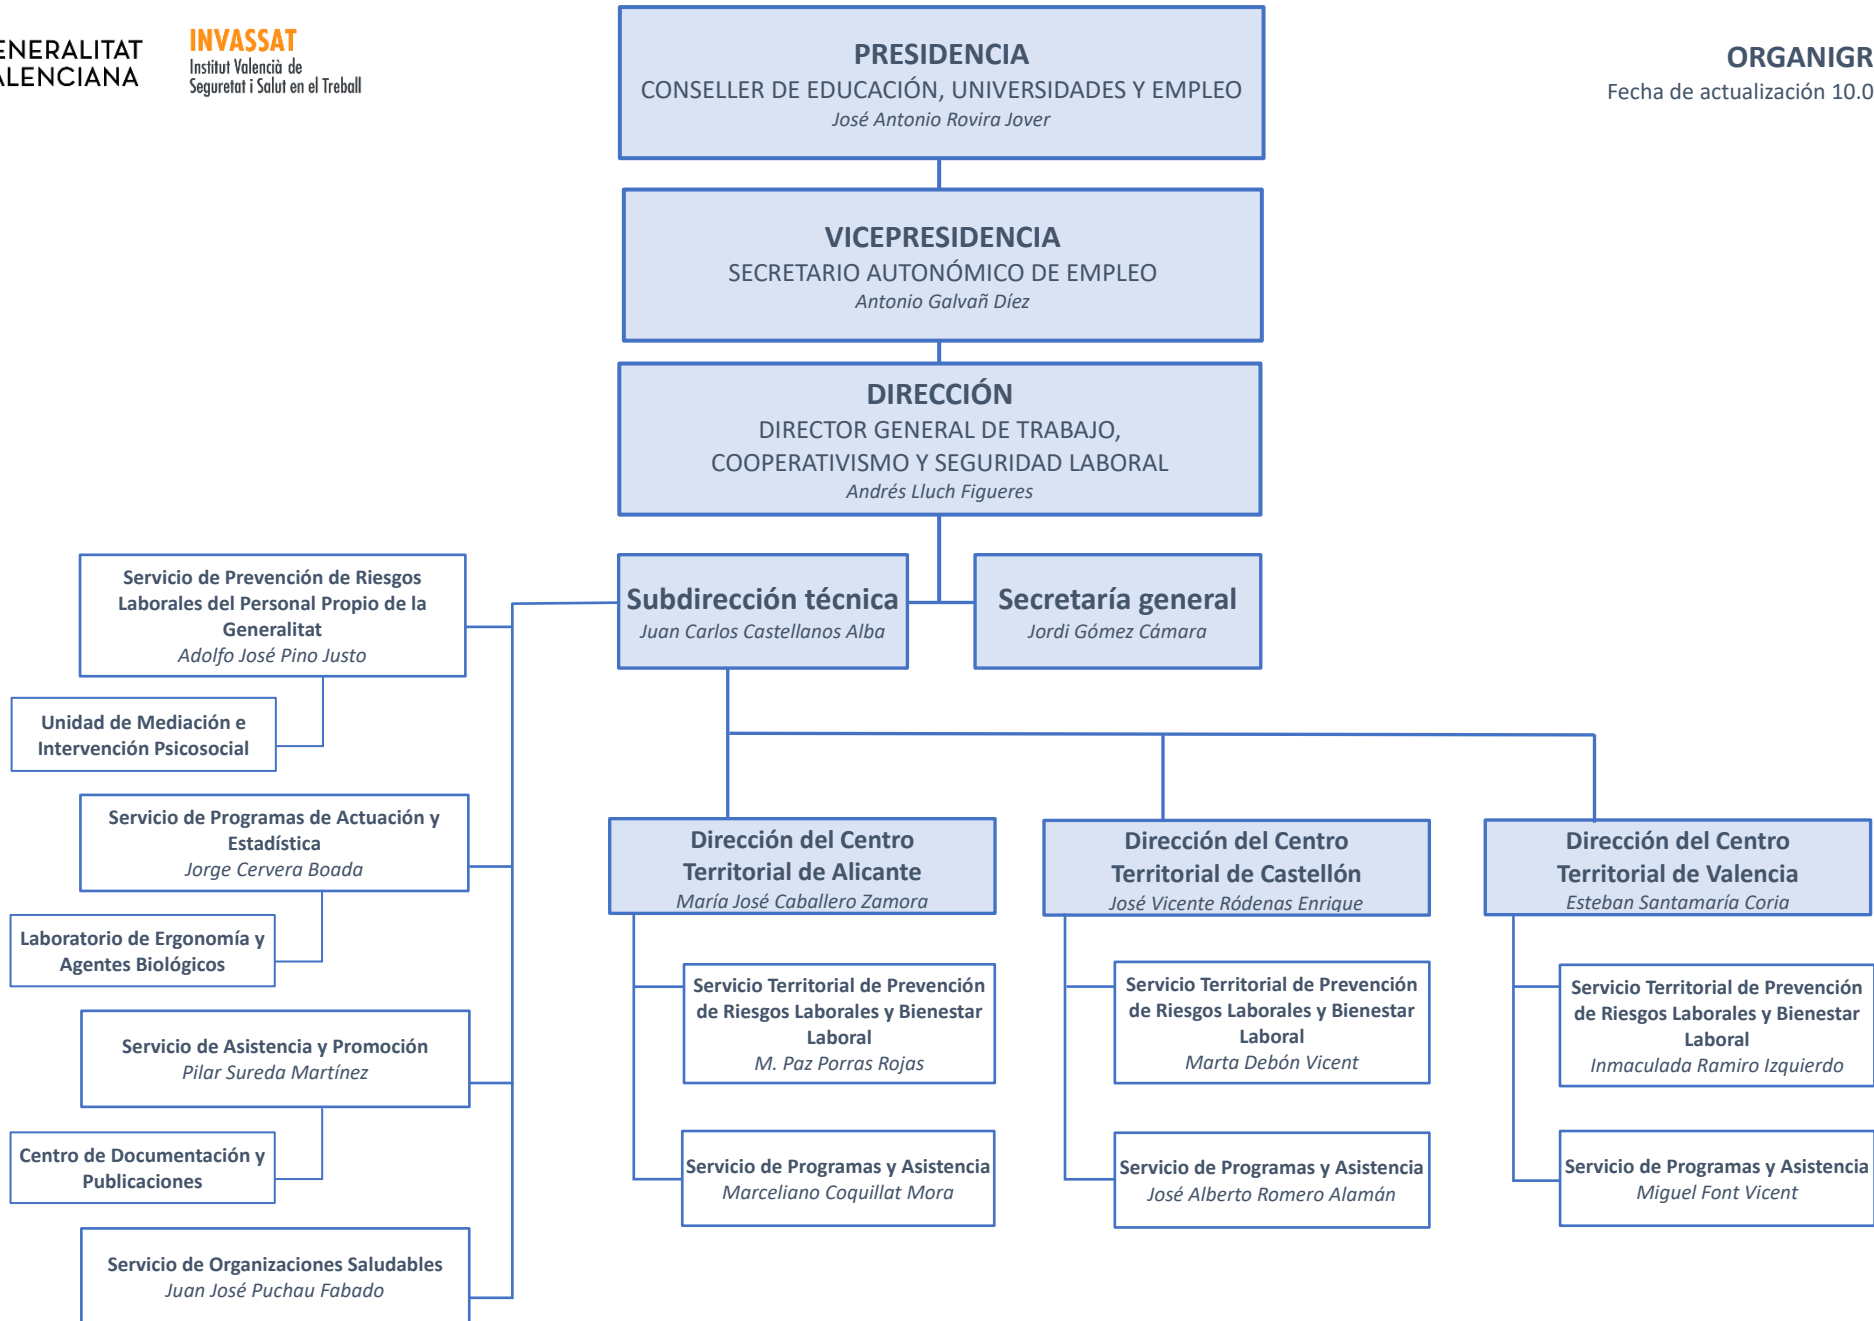 ENERALITAT
ALENCIANA
INVASSAT
Institut Valencià de
Seguretat i Salut en el Treball
PRESIDENCIA
CONSELLER DE EDUCACIÓN, UNIVERSIDADES Y EMPLEO
José Antonio Rovira Jover
ORGANIGR
Fecha de actualización 10.0
VICEPRESIDENCIA
SECRETARIO AUTONÓMICO DE EMPLEO
Antonio Galvañ Díez
DIRECCIÓN
DIRECTOR GENERAL DE TRABAJO,
COOPERATIVISMO Y SEGURIDAD LABORAL
Andrés Lluch Figueres
Subdirección técnica
Juan Carlos Castellanos Alba
Secretaría general
Jordi Gómez Cámara
Servicio de Prevención de Riesgos
Laborales del Personal Propio de la
Generalitat
Adolfo José Pino Justo
Unidad de Mediación e
Intervención Psicosocial
Servicio de Programas de Actuación y
Estadística
Jorge Cervera Boada
Laboratorio de Ergonomía y
Agentes Biológicos
Servicio de Asistencia y Promoción
Pilar Sureda Martínez
Centro de Documentación y
Publicaciones
Servicio de Organizaciones Saludables
Juan José Puchau Fabado
Dirección del Centro
Territorial de Alicante
María José Caballero Zamora
Servicio Territorial de Prevención
de Riesgos Laborales y Bienestar
Laboral
M. Paz Porras Rojas
Servicio de Programas y Asistencia
Marceliano Coquillat Mora
Dirección del Centro
Territorial de Castellón
José Vicente Ródenas Enrique
Servicio Territorial de Prevención
de Riesgos Laborales y Bienestar
Laboral
Marta Debón Vicent
Servicio de Programas y Asistencia
José Alberto Romero Alamán
Dirección del Centro
Territorial de Valencia
Esteban Santamaría Coria
Servicio Territorial de Prevención
de Riesgos Laborales y Bienestar
Laboral
Inmaculada Ramiro Izquierdo
Servicio de Programas y Asistencia
Miguel Font Vicent